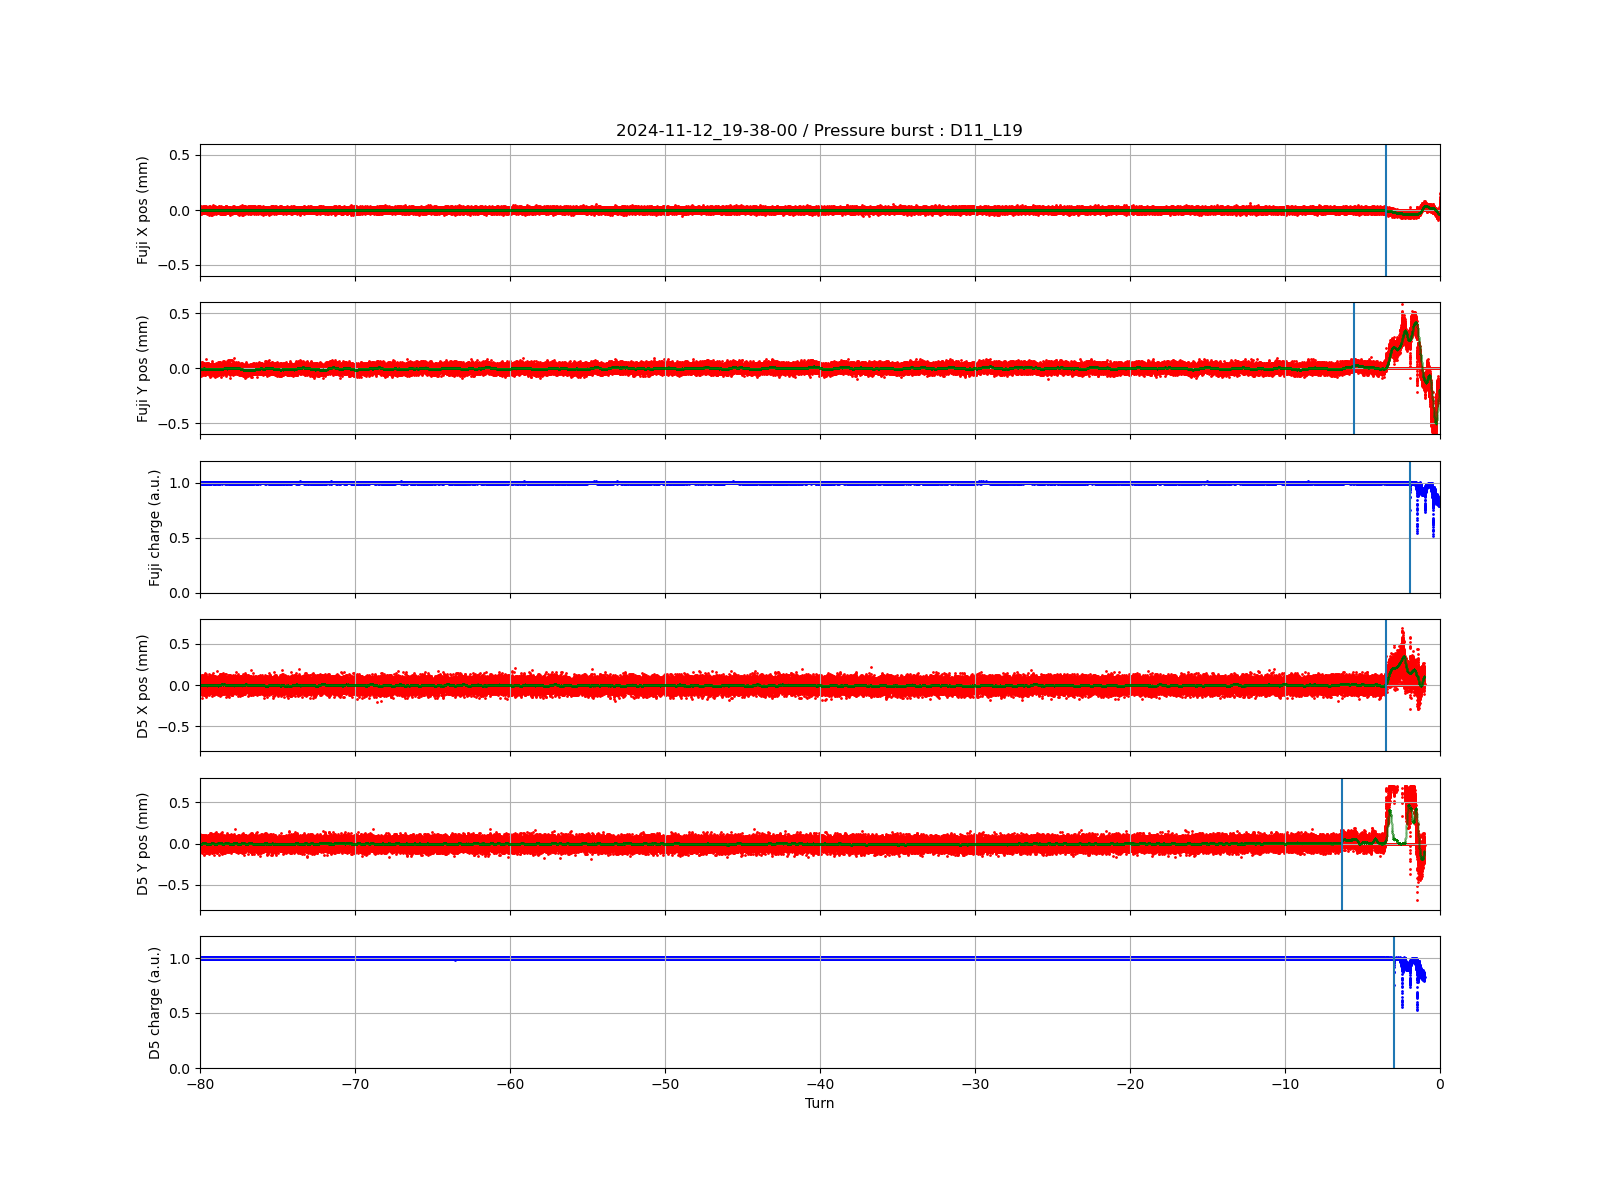 2024-11-12_19-38-00 / Pressure burst : D11_L19
Fuji X pos (mm)
0.5
0.0
−0.5
Fuji Y pos (mm)
0.5
0.0
−0.5
Fuji charge (a.u.)
1.0
0.5
0.0
D5 X pos (mm)
0.5
0.0
−0.5
D5 Y pos (mm)
0.5
0.0
−0.5
D5 charge (a.u.)
1.0
0.5
0.0
−80 −70 −60 −50 −40 −30 −20 −10 0
Turn